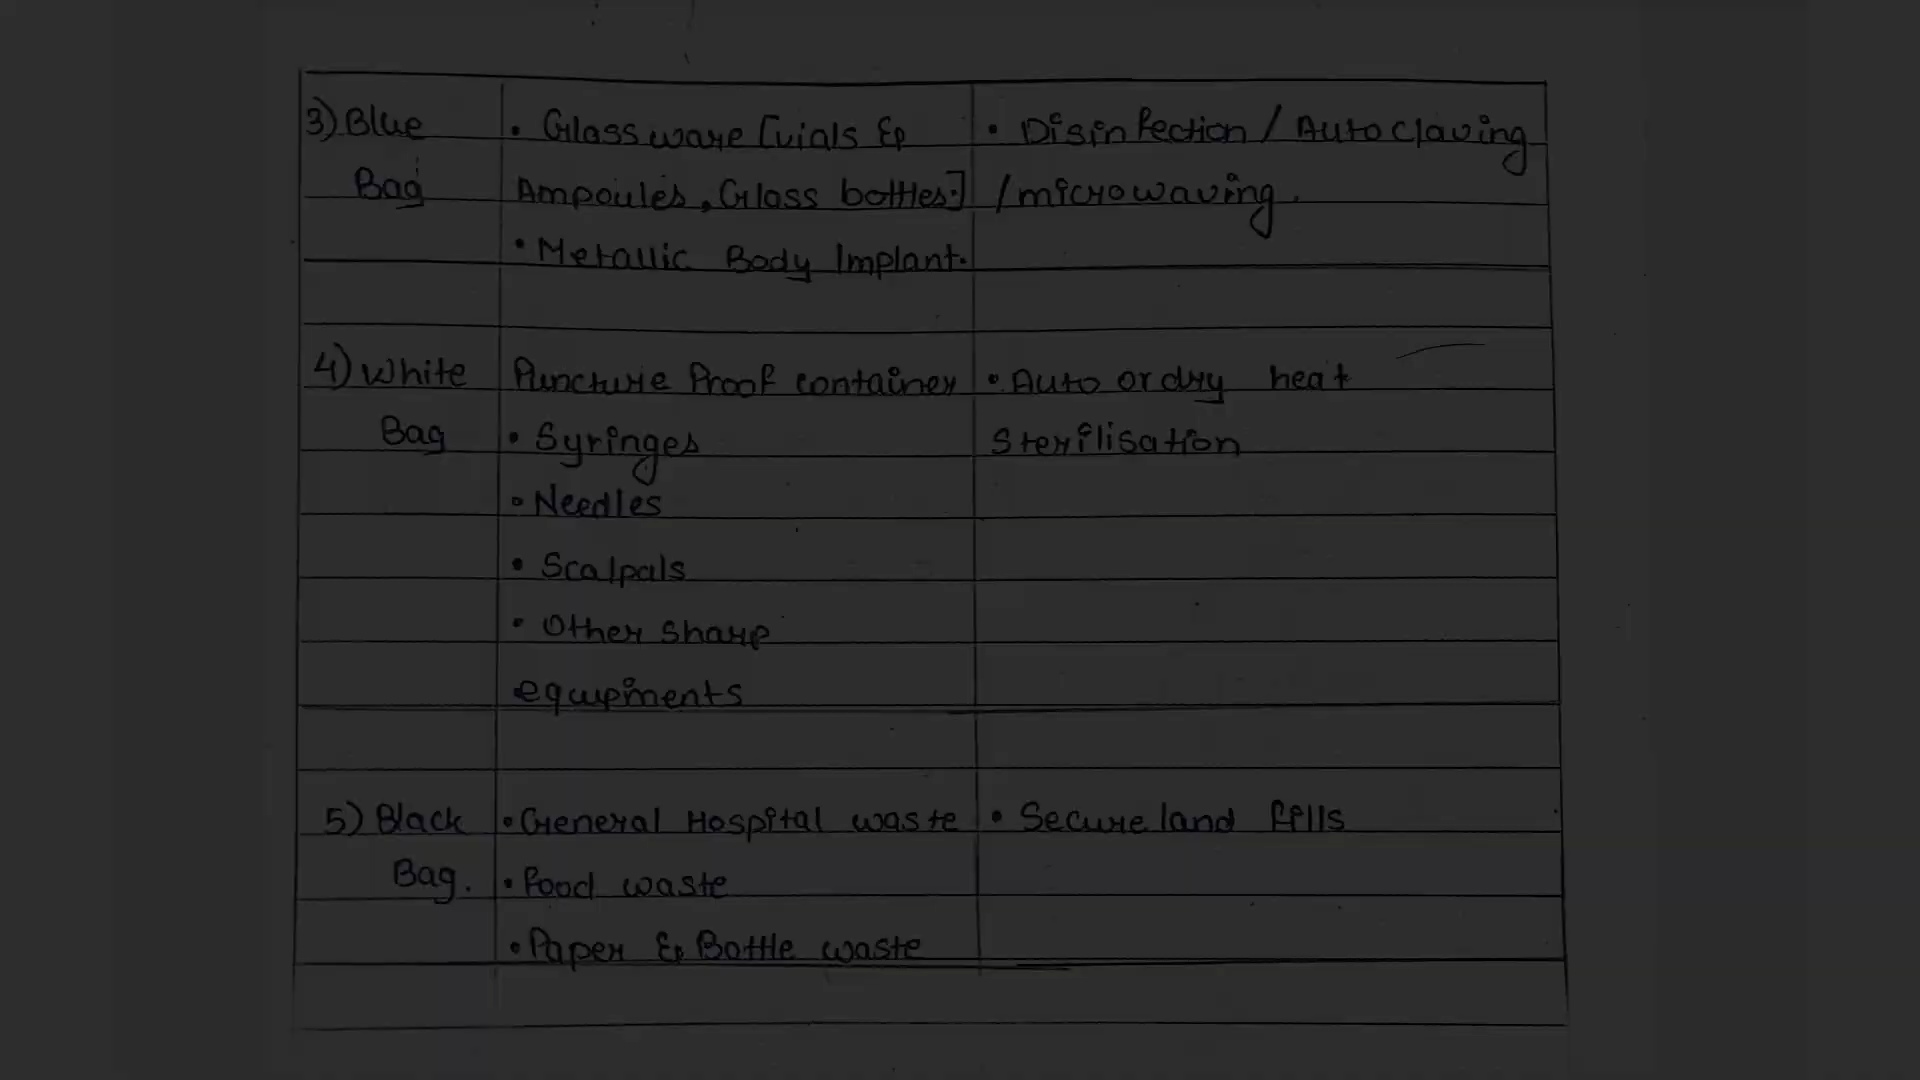 3) Blue • Glassware [vials & • Disinfection / Autoclaving
Bag Ampoules, Glass bottles.] / microwaving.
• Metallic Body Implant.
4) White Puncture Proof container • Auto or dry heat
Bag • Syringes Sterilisation
• Needles
• Scalpals
• Other sharp
equipments
5) Black • General Hospital waste • Secure land fills
Bag. • Food waste
• Paper & Bottle waste